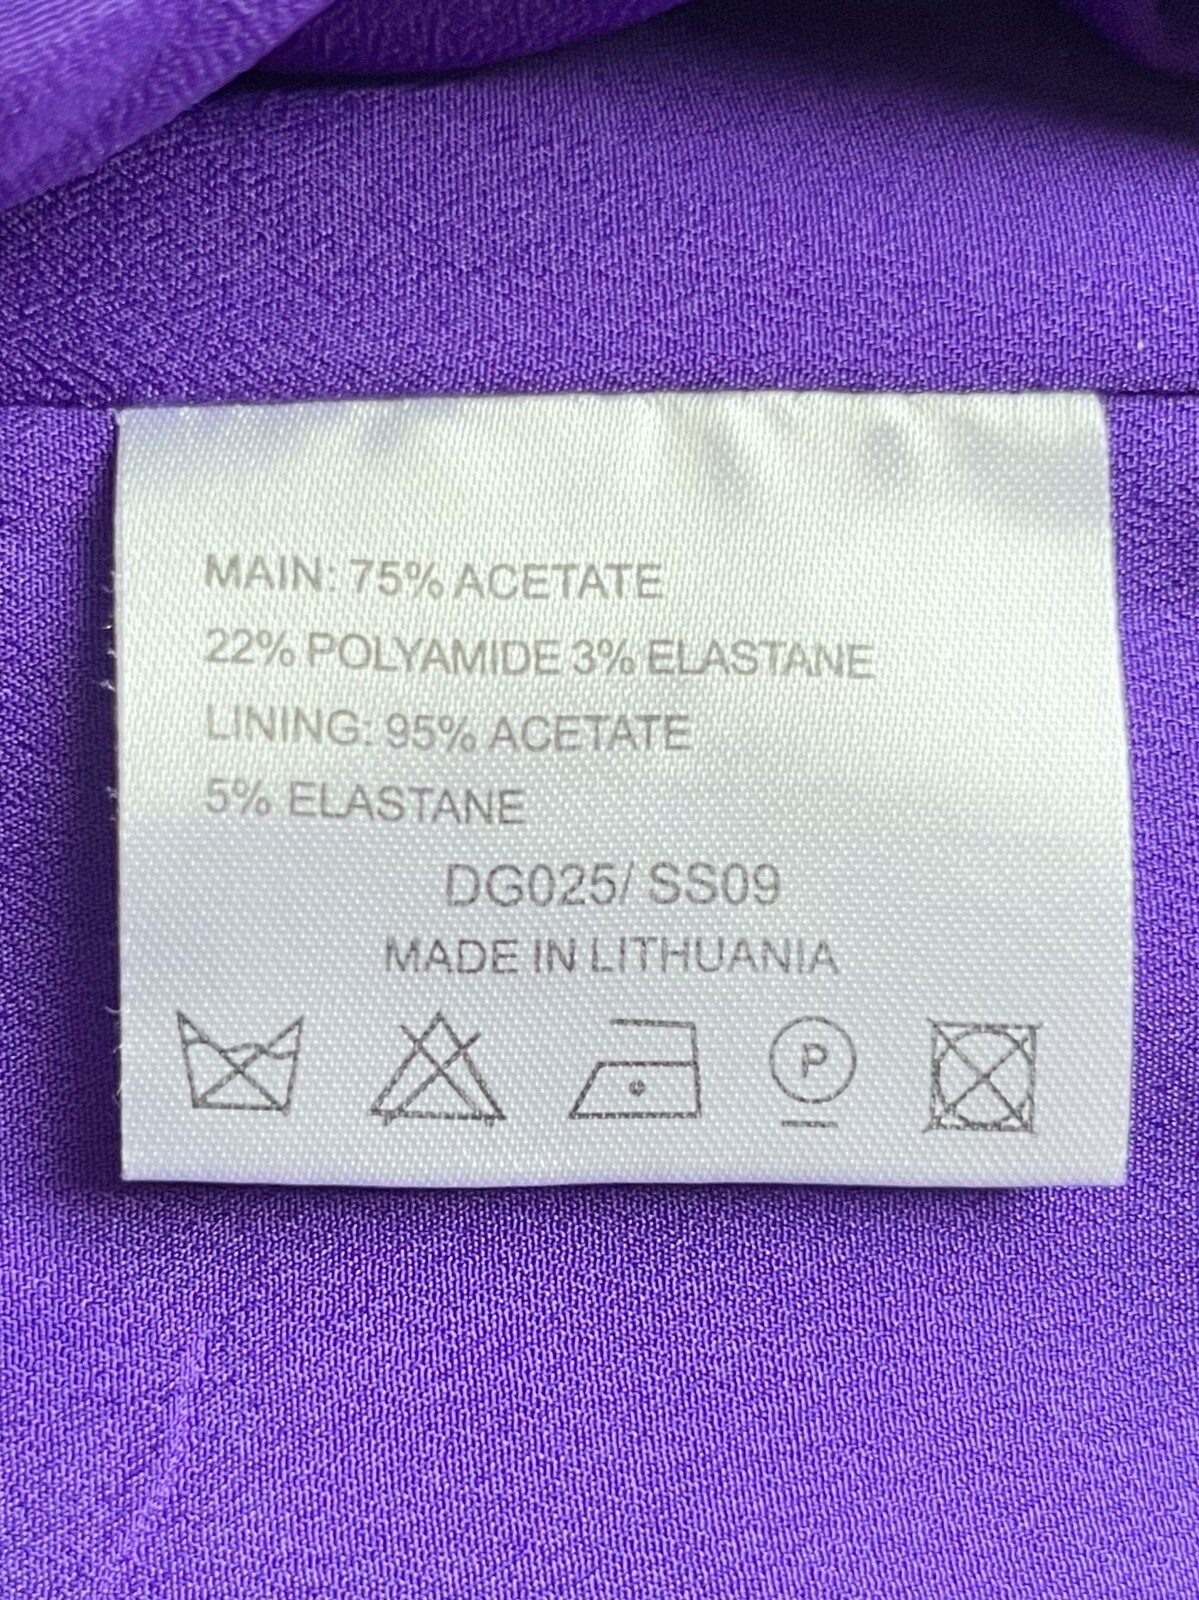 MAIN: 75% ACETATE
22% POLYAMIDE 3% ELASTANE
LINING: 95% ACETATE
5% ELASTANE
DG025/ SS09
MADE IN LITHUANIA
P